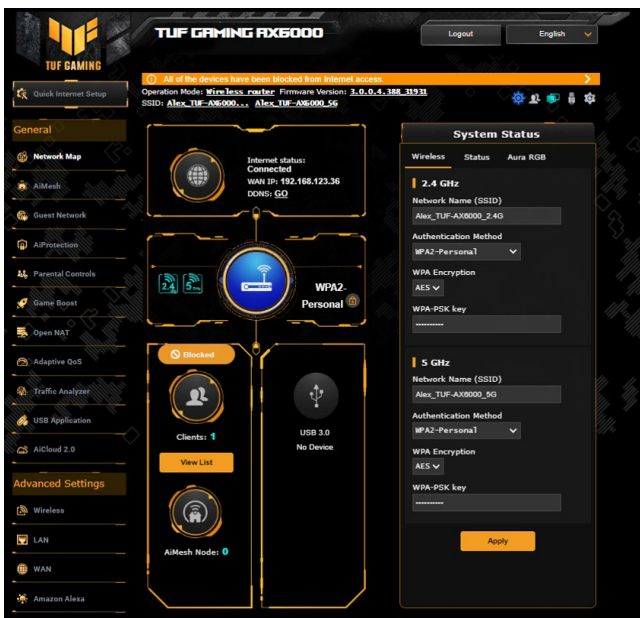 TUF GAMING
TUF GAMING AX6000
Logout
English
All of the devices have been blocked from Internet access.
Operation Mode: Wireless router Firmware Version: 3.0.0.4.388_31931
SSID: Alex_TUF-AX6000... Alex_TUF-AX6000_5G
Quick Internet Setup
General
Network Map
AiMesh
Guest Network
AiProtection
Parental Controls
Game Boost
Open NAT
Adaptive QoS
Traffic Analyzer
USB Application
AiCloud 2.0
Advanced Settings
Wireless
LAN
WAN
Amazon Alexa
Internet status:
Connected
WAN IP: 192.168.123.36
DDNS: GO
2.4
5
WPA2-
Personal
Blocked
Clients: 1
View List
AiMesh Node: 0
USB 3.0
No Device
System Status
Wireless Status Aura RGB
2.4 GHz
Network Name (SSID)
Alex_TUF-AX6000_2.4G
Authentication Method
WPA2-Personal
WPA Encryption
AES
WPA-PSK key
5 GHz
Network Name (SSID)
Alex_TUF-AX6000_5G
Authentication Method
WPA2-Personal
WPA Encryption
AES
WPA-PSK key
Apply